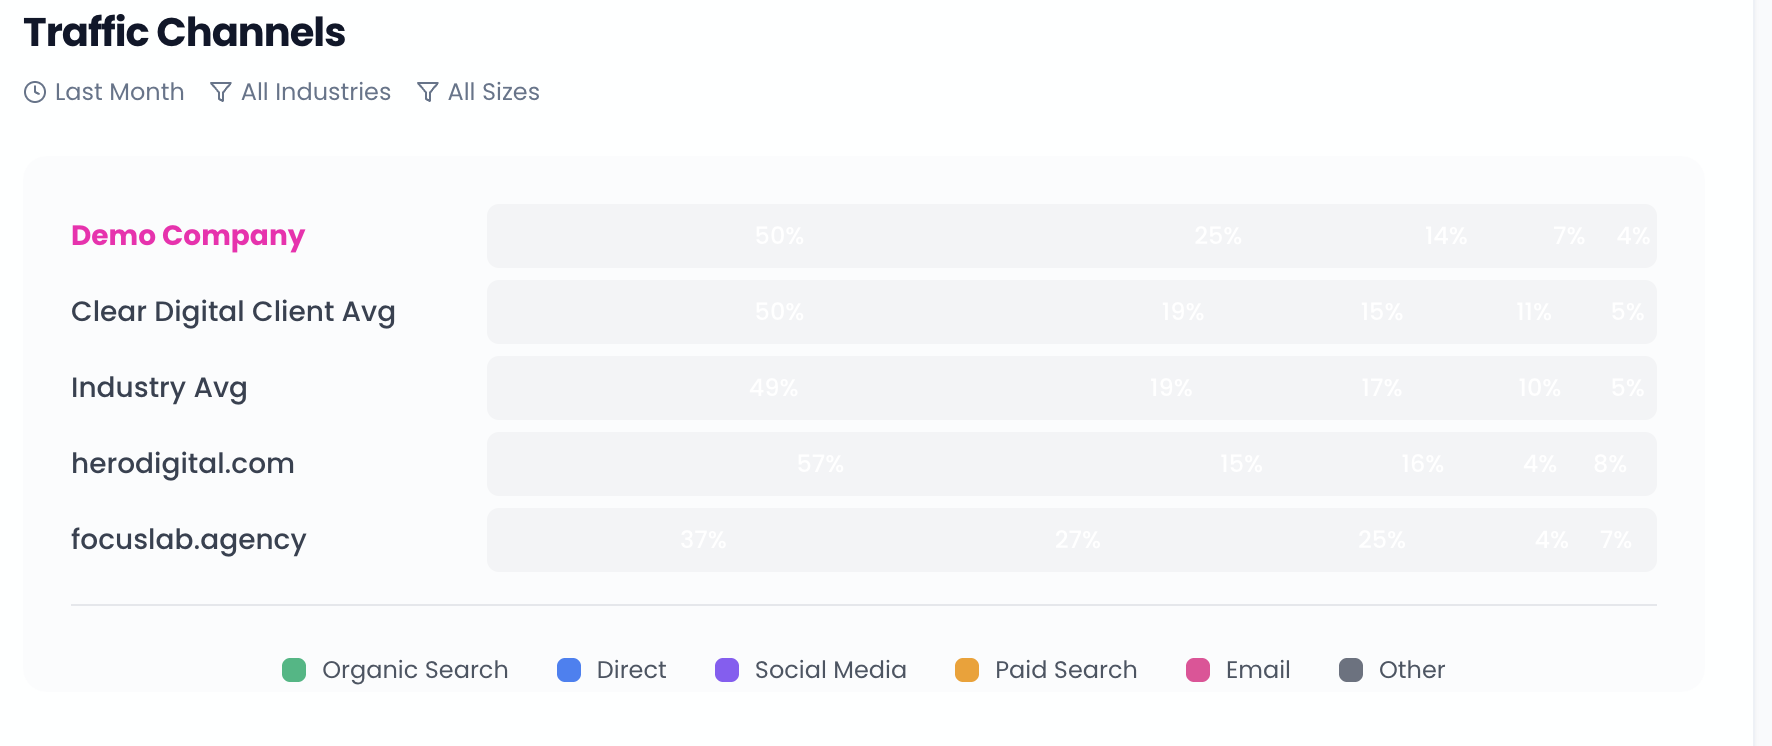 Traffic Channels
Last Month All Industries All Sizes
Demo Company 50% 25% 14% 7% 4%
Clear Digital Client Avg 50% 19% 15% 11% 5%
Industry Avg 49% 19% 17% 10% 5%
herodigital.com 57% 15% 16% 4% 8%
focuslab.agency 37% 27% 25% 4% 7%
Organic Search Direct Social Media Paid Search Email Other